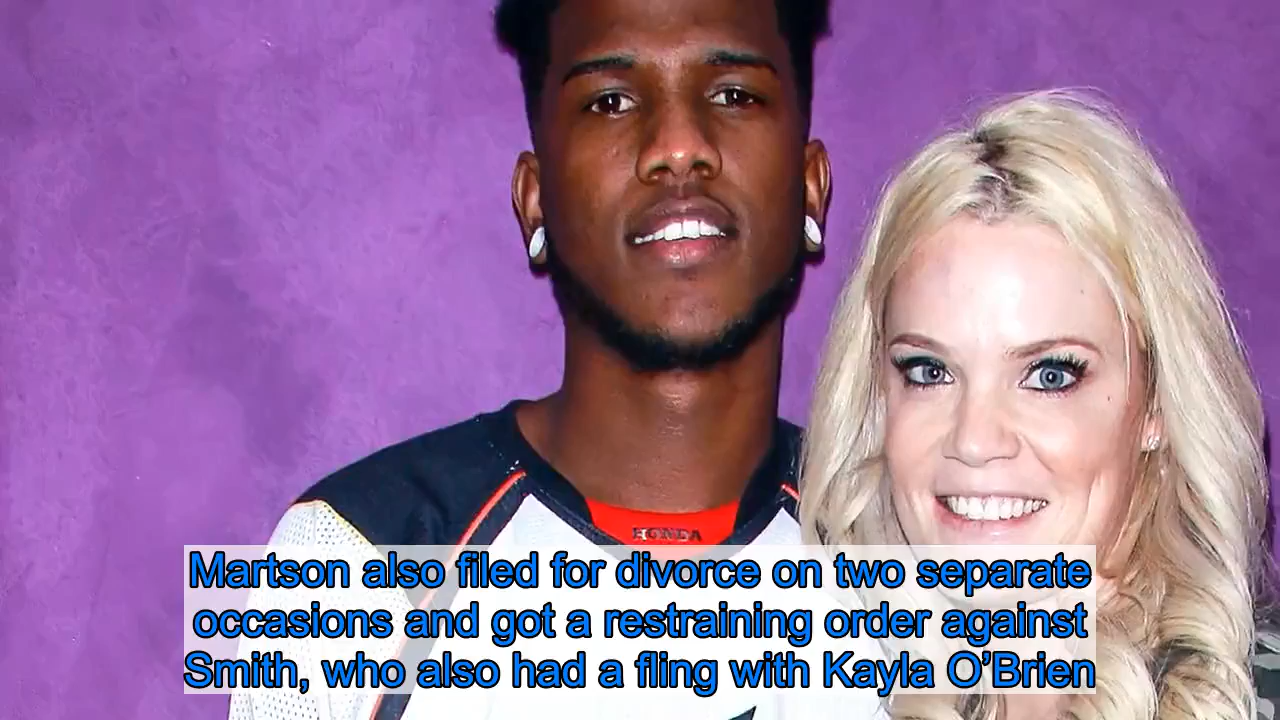 HONDA
Martson also filed for divorce on two separate
occasions and got a restraining order against
Smith, who also had a fling with Kayla O’Brien